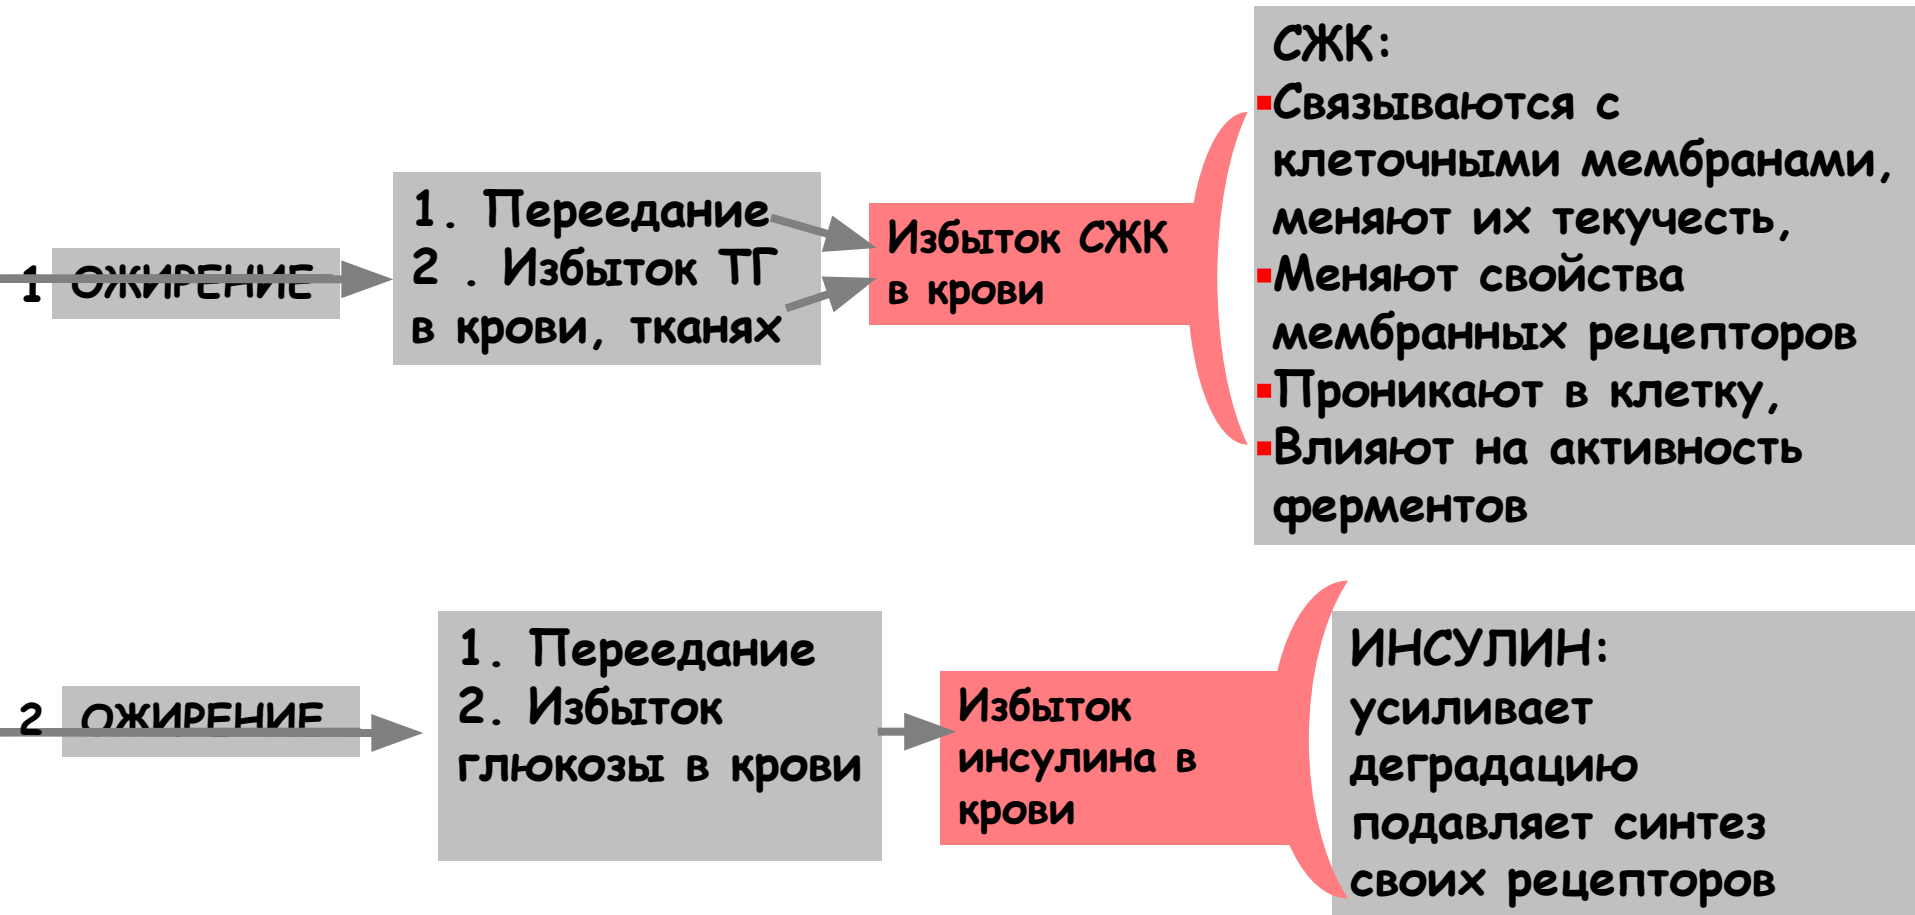 1 ОЖИРЕНИЕ
1. Переедание
2 . Избыток ТГ
в крови, тканях
Избыток СЖК
в крови
СЖК:
▪Связываются с
клеточными мембранами,
меняют их текучесть,
▪Меняют свойства
мембранных рецепторов
▪Проникают в клетку,
▪Влияют на активность
ферментов
2 ОЖИРЕНИЕ
1. Переедание
2. Избыток
глюкозы в крови
Избыток
инсулина в
крови
ИНСУЛИН:
усиливает
деградацию
подавляет синтез
своих рецепторов